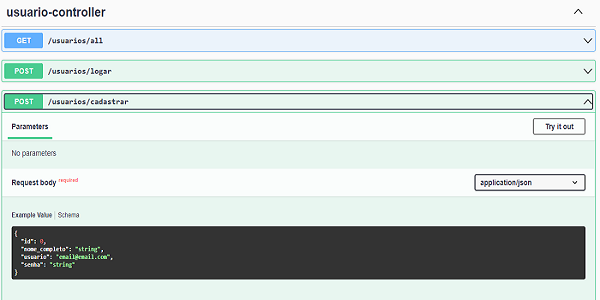 usuario-controller
GET /usuarios/all
POST /usuarios/logar
POST /usuarios/cadastrar
Parameters Try it out
No parameters
Request body required application/json
Example Value | Schema
{
"id": 0,
"nome_completo": "string",
"usuario": "email@email.com",
"senha": "string"
}